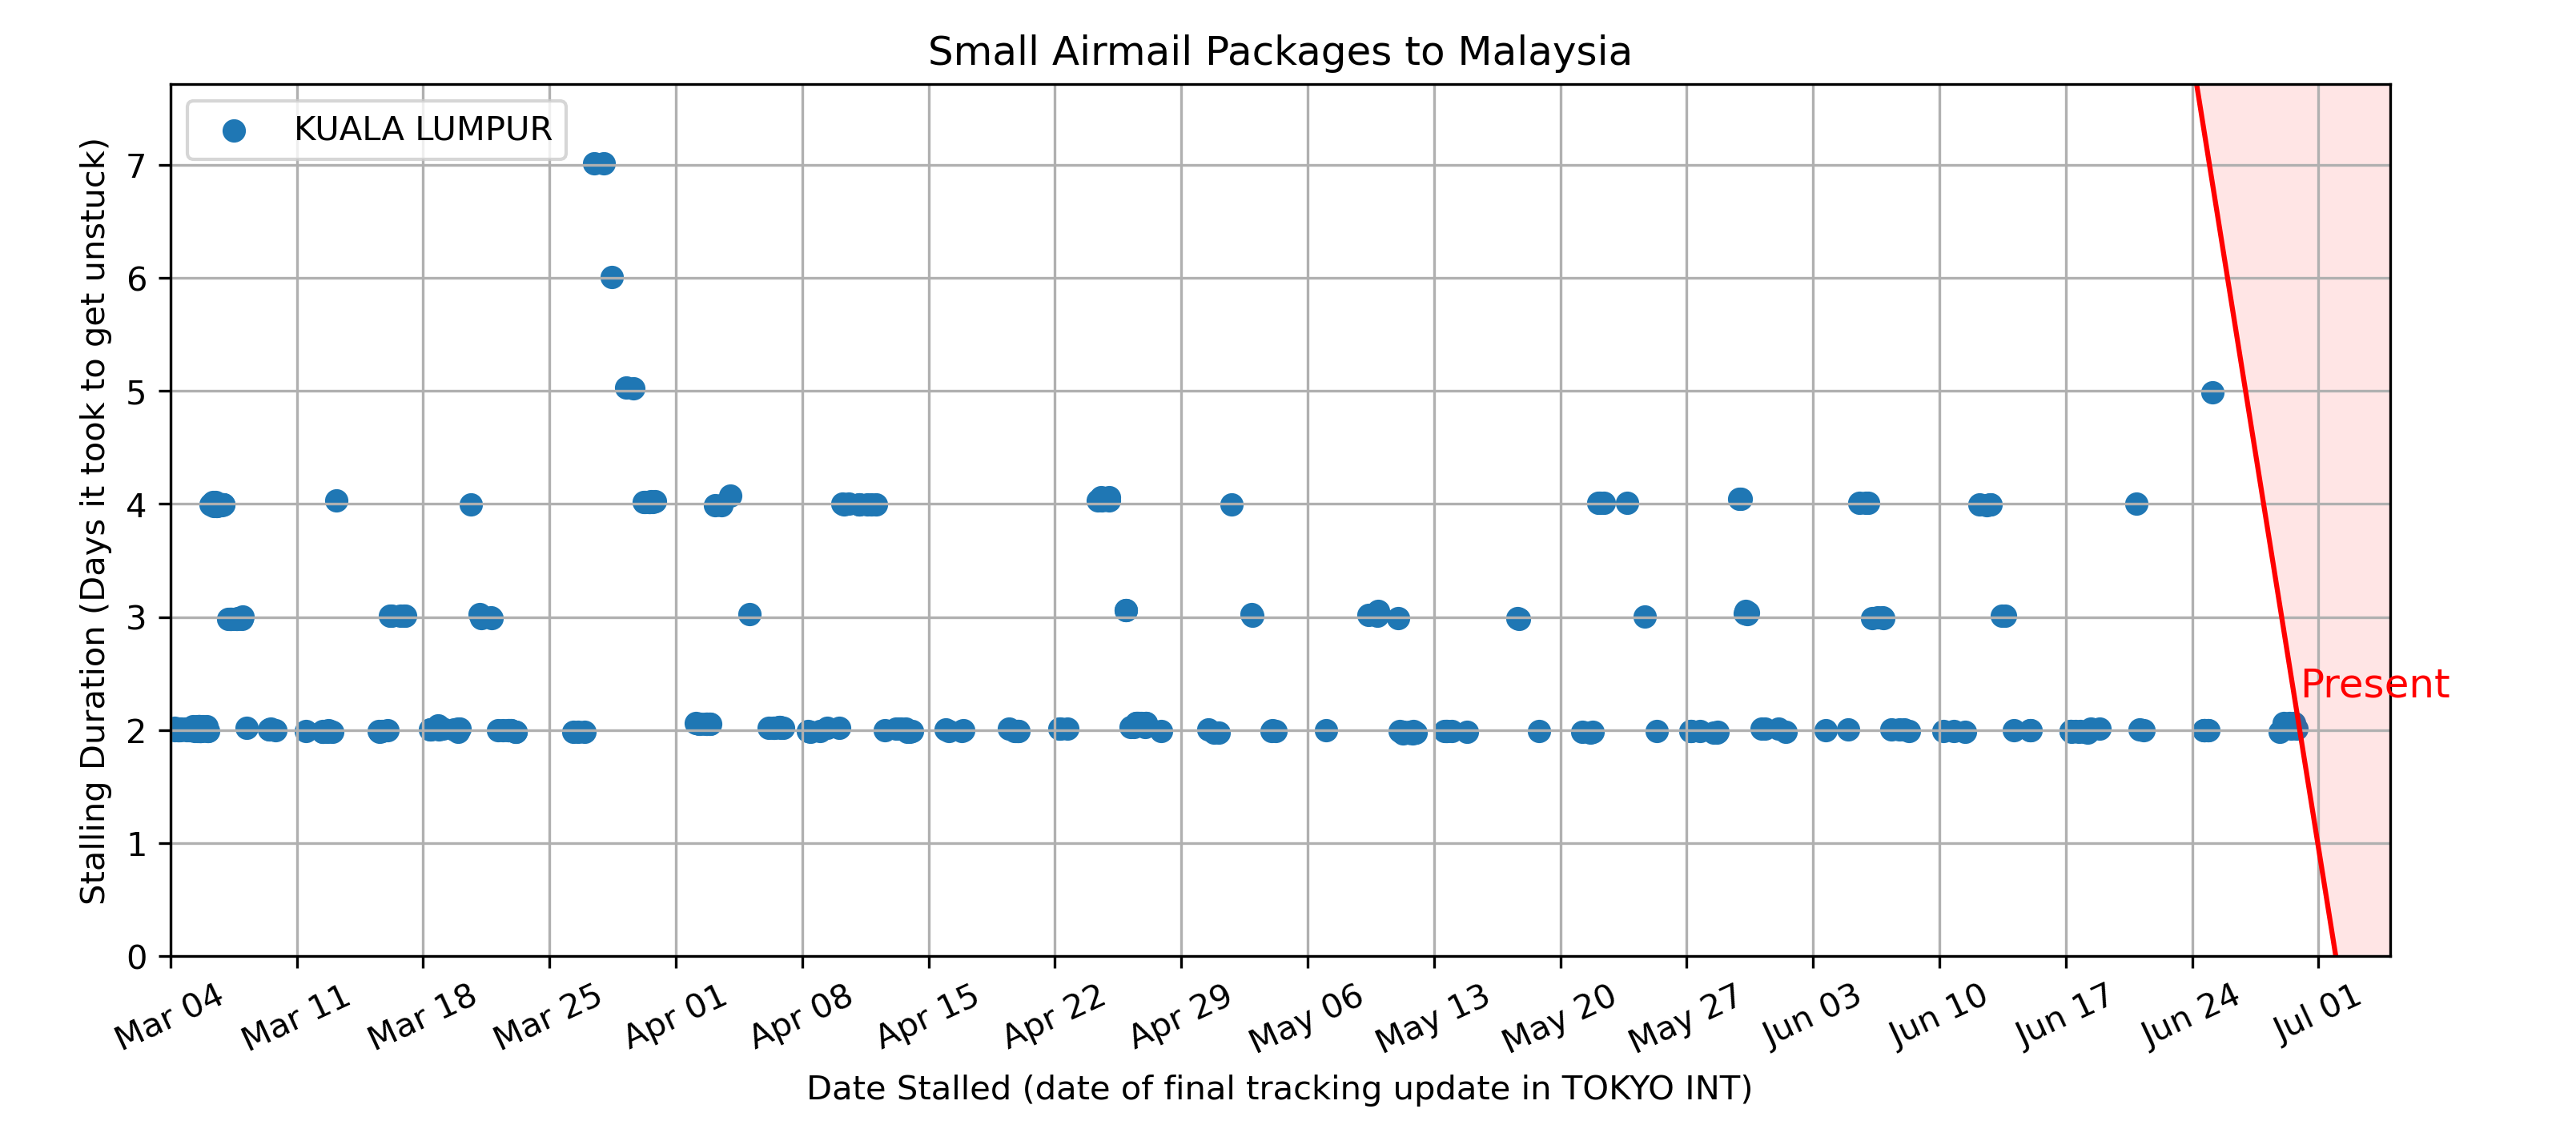 Small Airmail Packages to Malaysia
KUALA LUMPUR
Stalling Duration (Days it took to get unstuck)
7
6
5
4
3
2
1
0
Present
Mar 04 Mar 11 Mar 18 Mar 25 Apr 01 Apr 08 Apr 15 Apr 22 Apr 29 May 06 May 13 May 20 May 27 Jun 03 Jun 10 Jun 17 Jun 24 Jul 01
Date Stalled (date of final tracking update in TOKYO INT)